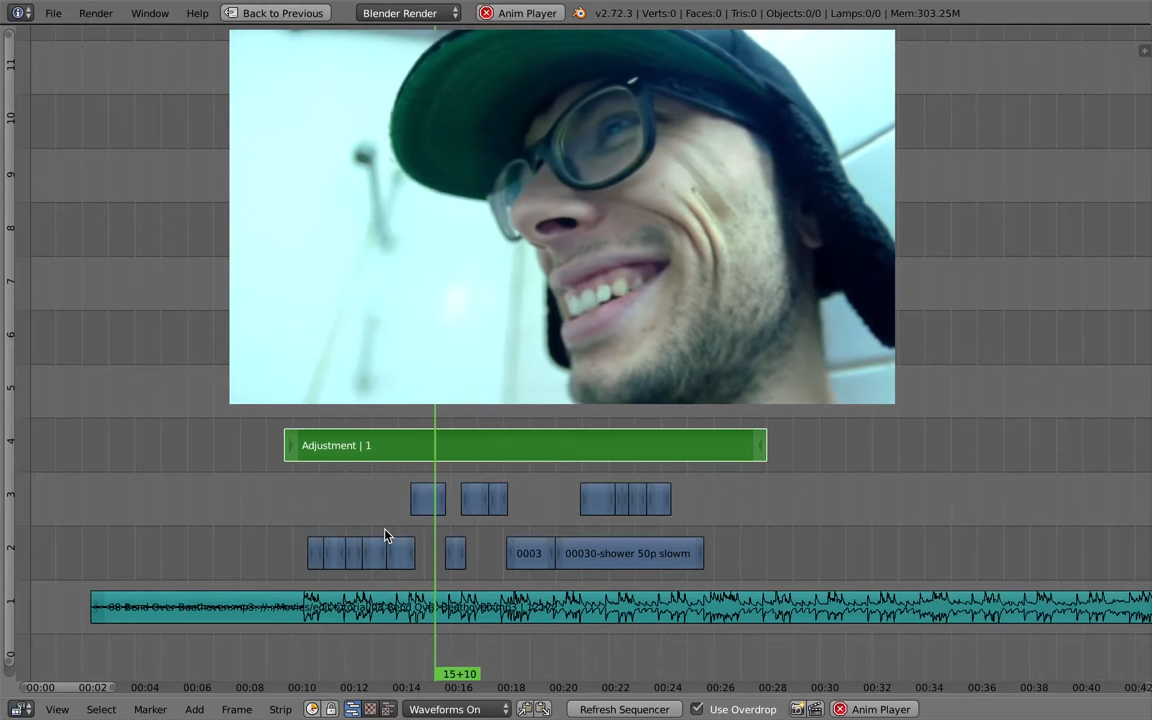 File Render Window Help Back to Previous Blender Render Anim Player v2.72.3 | Verts:0 | Faces:0 | Tris:0 | Objects:0/0 | Lamps:0/0 | Mem:303.25M
11
10
9
8
7
6
5
4 Adjustment | 1
3
2 0003 00030-shower 50p slowm
1 08 Bend Over Beethoven.mp3:
0 15+10
00:00 00:02 00:04 00:06 00:08 00:10 00:12 00:14 00:16 00:18 00:20 00:22 00:24 00:26 00:28 00:30 00:32 00:34 00:36 00:38 00:40 00:42
View Select Marker Add Frame Strip Waveforms On Refresh Sequencer Use Overdrop Anim Player